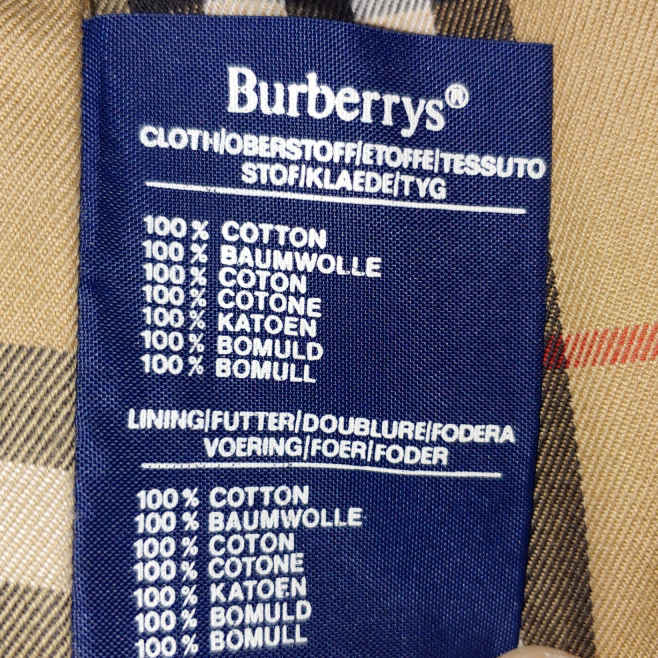 Burberrys®
CLOTH/OBERSTOFF/ETOFFE/TESSUTO
STOF/KLAEDE/TYG
100% COTTON
100% BAUMWOLLE
100% COTON
100% COTONE
100% KATOEN
100% BOMULD
100% BOMULL
LINING/FUTTER/DOUBLURE/FODERA
VOERING/FOER/FODER
100% COTTON
100% BAUMWOLLE
100% COTON
100% COTONE
100% KATOEN
100% BOMULD
100% BOMULL